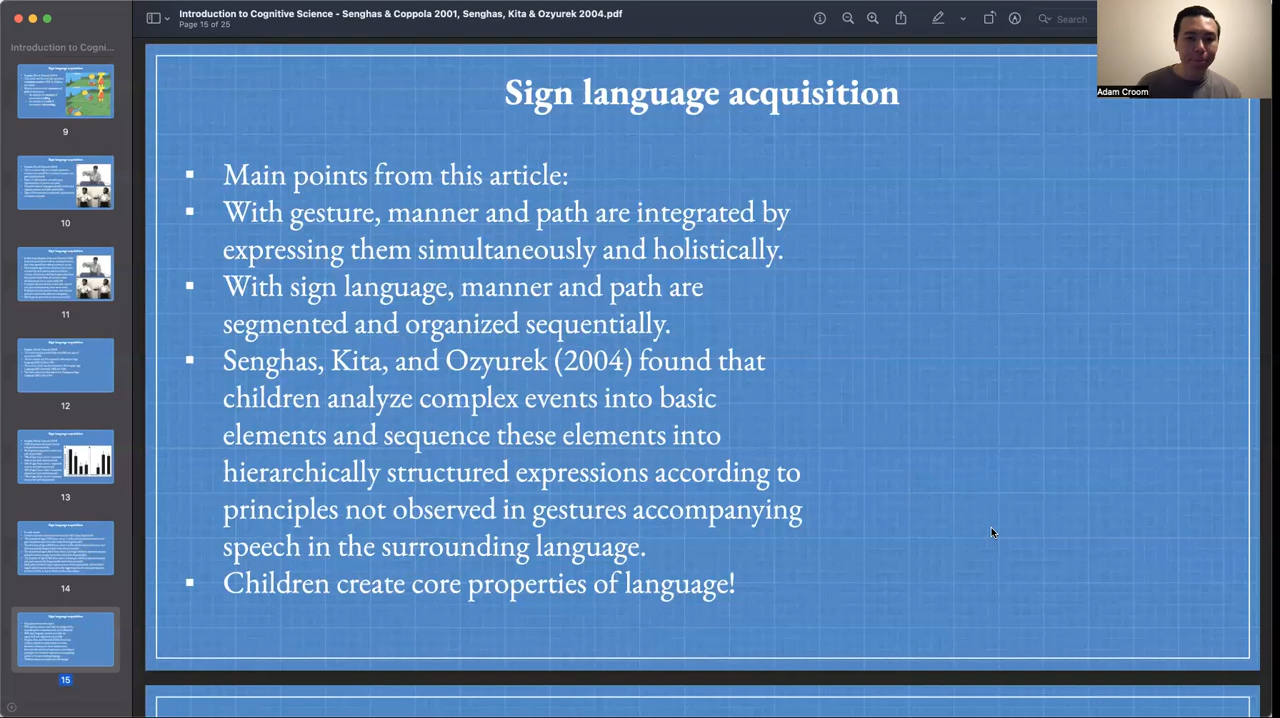 Introduction to Cognitive Science - Senghas & Coppola 2001, Senghas, Kita & Ozyurek 2004.pdf
Page 15 of 25
Search
Introduction to Cogni...
9
10
11
12
13
14
15
Adam Croom
Sign language acquisition
▪ Main points from this article:
▪ With gesture, manner and path are integrated by
expressing them simultaneously and holistically.
▪ With sign language, manner and path are
segmented and organized sequentially.
▪ Senghas, Kita, and Ozyurek (2004) found that
children analyze complex events into basic
elements and sequence these elements into
hierarchically structured expressions according to
principles not observed in gestures accompanying
speech in the surrounding language.
▪ Children create core properties of language!